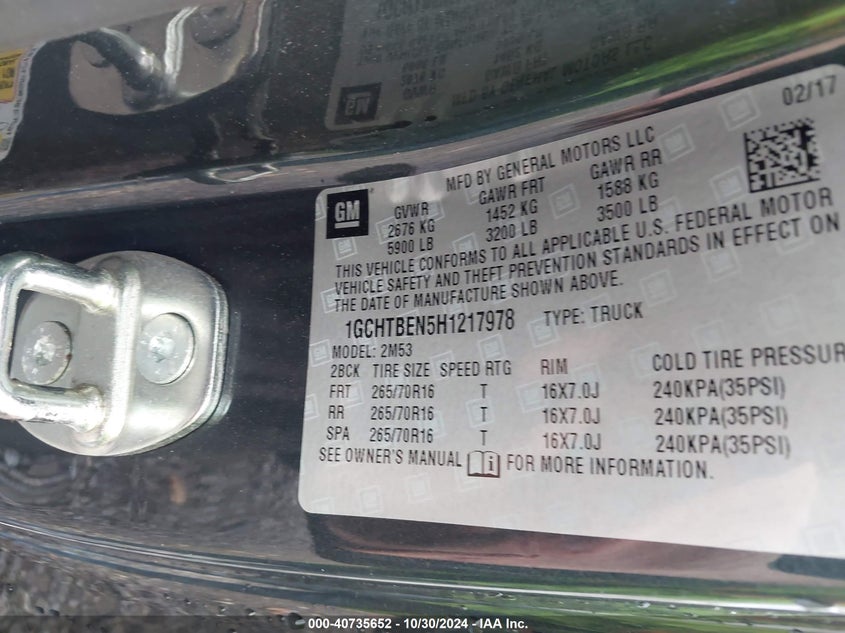 02/17
MFD BY GENERAL MOTORS LLC
GM
GVWR GAWR FRT GAWR RR
2676 KG 1452 KG 1588 KG
5900 LB 3200 LB 3500 LB
THIS VEHICLE CONFORMS TO ALL APPLICABLE U.S. FEDERAL MOTOR
VEHICLE SAFETY AND THEFT PREVENTION STANDARDS IN EFFECT ON
THE DATE OF MANUFACTURE SHOWN ABOVE.
1GCHTBEN5H1217978 TYPE: TRUCK
MODEL: 2M53
2BCK TIRE SIZE SPEED RTG RIM COLD TIRE PRESSUR
FRT 265/70R16 T 16X7.0J 240KPA(35PSI)
RR 265/70R16 T 16X7.0J 240KPA(35PSI)
SPA 265/70R16 T 16X7.0J 240KPA(35PSI)
SEE OWNER'S MANUAL FOR MORE INFORMATION.
000-40735652 - 10/30/2024 - IAA Inc.